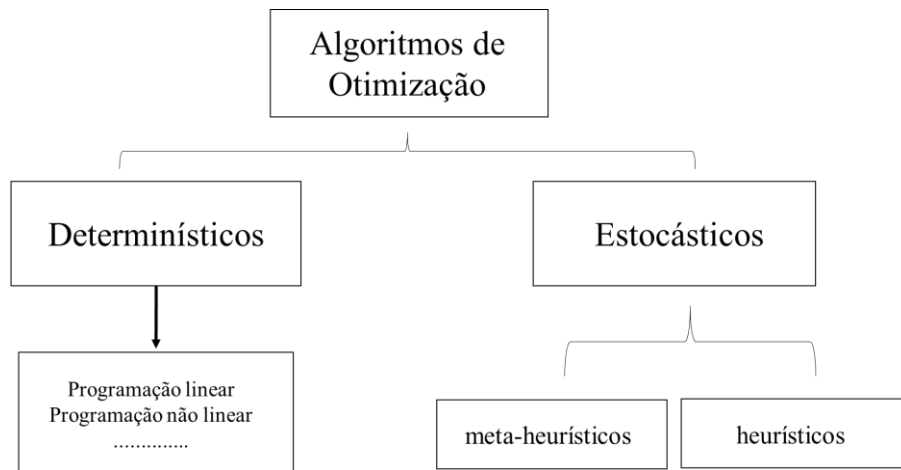 Algoritmos de
Otimização
Determinísticos
Estocásticos
Programação linear
Programação não linear
..............
meta-heurísticos
heurísticos